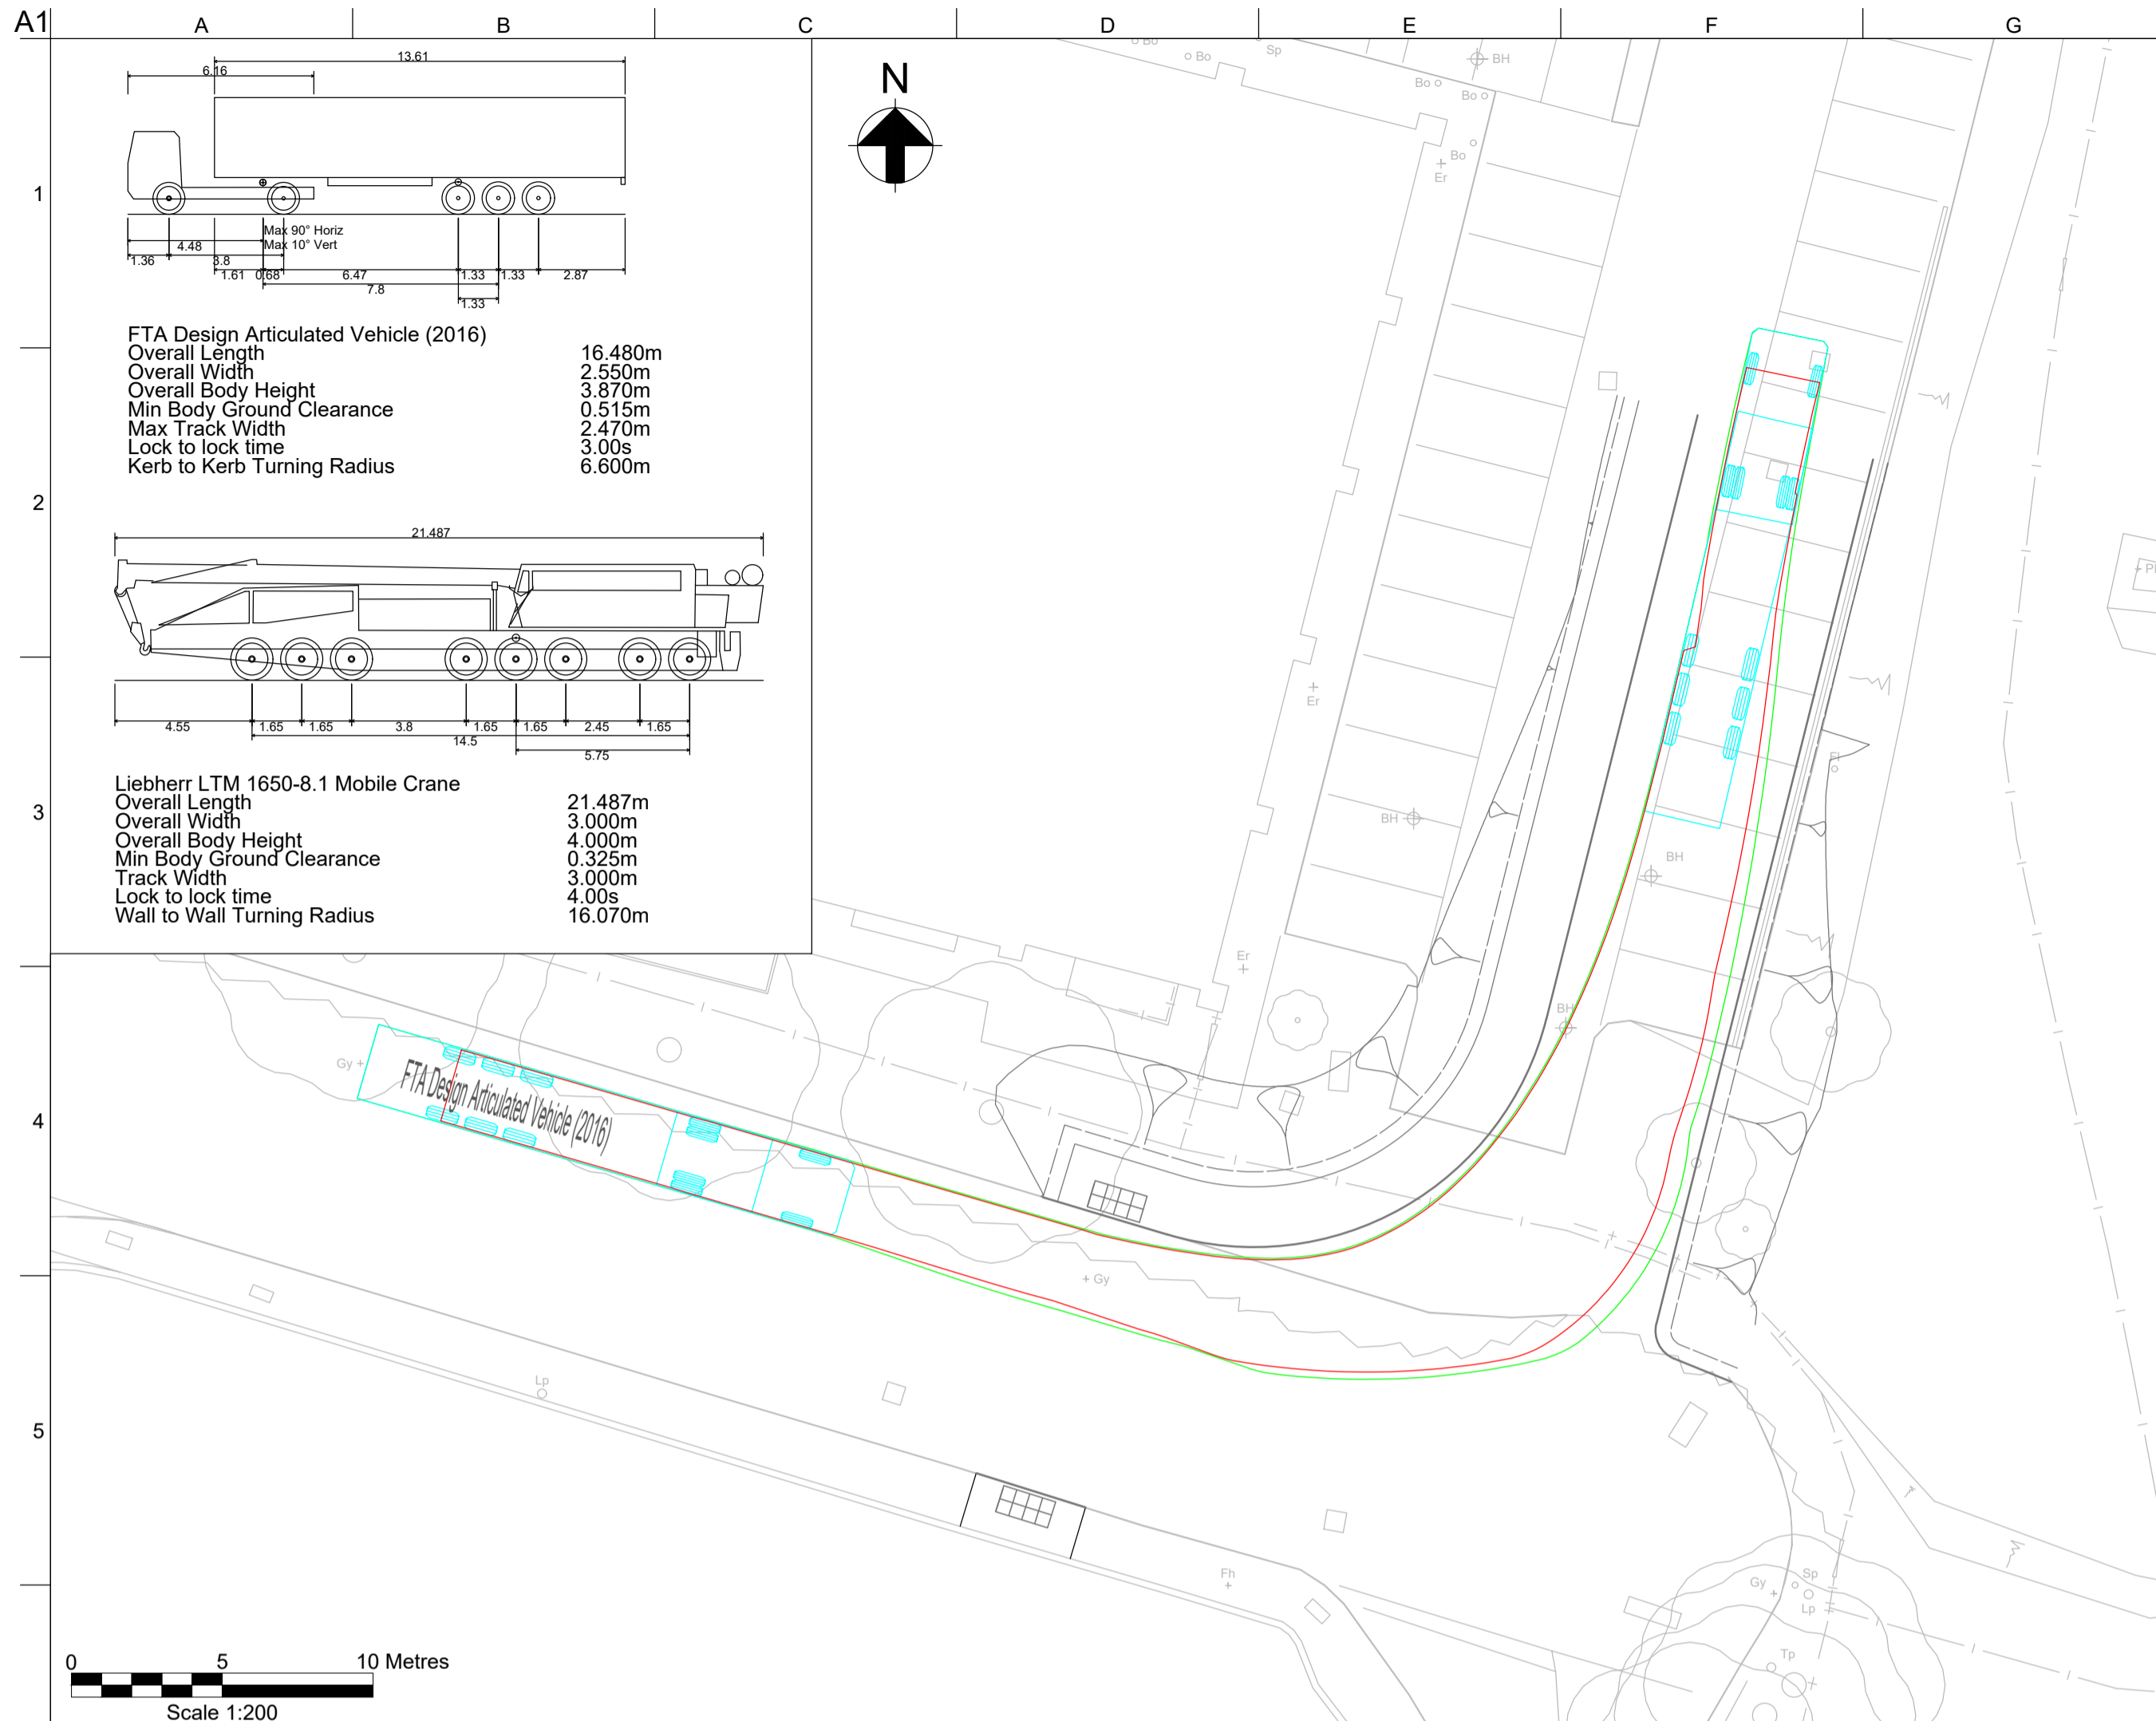 A1
A B C D E F G
1
2
3
4
5
13.61
6.16
Max 90° Horiz
Max 10° Vert
4.48
1.36 3.8
1.61 0.68 6.47 1.33 1.33 2.87
7.8
1.33
FTA Design Articulated Vehicle (2016)
Overall Length 16.480m
Overall Width 2.550m
Overall Body Height 3.870m
Min Body Ground Clearance 0.515m
Max Track Width 2.470m
Lock to lock time 3.00s
Kerb to Kerb Turning Radius 6.600m
21.487
4.55 1.65 1.65 3.8 1.65 1.65 2.45 1.65
14.5
5.75
Liebherr LTM 1650-8.1 Mobile Crane
Overall Length 21.487m
Overall Width 3.000m
Overall Body Height 4.000m
Min Body Ground Clearance 0.325m
Track Width 3.000m
Lock to lock time 4.00s
Wall to Wall Turning Radius 16.070m
N
Bo
Bo
Sp
BH
Bo
Bo
Bo
Er
Er
BH
BH
Er
BH
Gy
FTA Design Articulated Vehicle (2016)
Gy
Lp
Fh
Gy
Sp
Lp
Tp
0 5 10 Metres
Scale 1:200